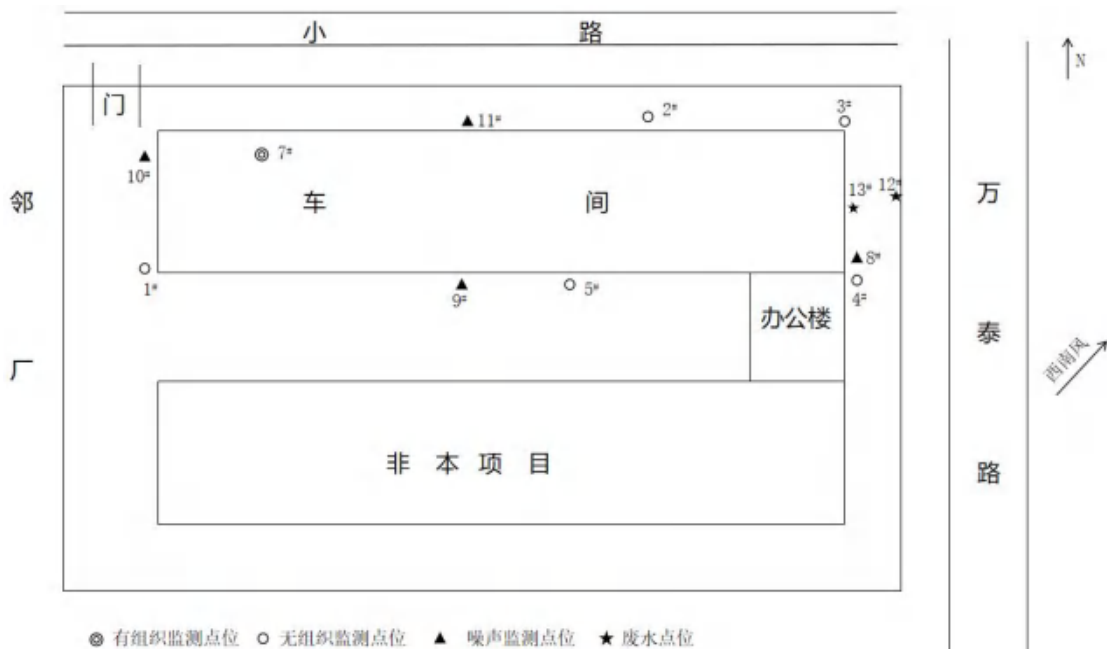 小 路
N
门
11# 2# 3#
10# 7#
邻 车 间 13# 12# 万
8#
1# 9# 5# 4#
办公楼 泰
厂 西南风
非 本 项 目 路
有组织监测点位 无组织监测点位 噪声监测点位 废水点位